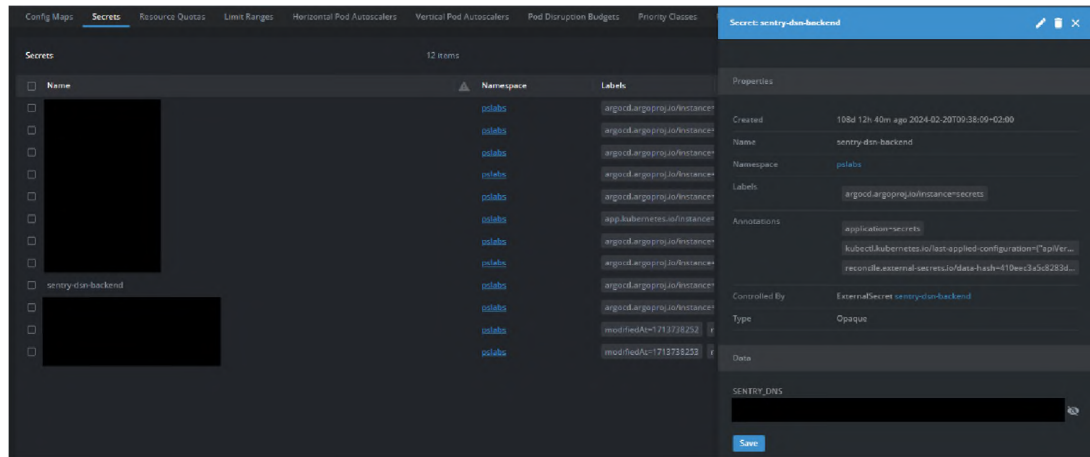 Config Maps Secrets Resource Quotas Limit Ranges Horizontal Pod Autoscalers Vertical Pod Autoscalers Pod Disruption Budgets Priority Classes
Secrets 12 items
Name Namespace Labels
pslabs argocd.argoproj.io/instance=
pslabs argocd.argoproj.io/instance=
pslabs argocd.argoproj.io/instance=
pslabs argocd.argoproj.io/instance=
pslabs argocd.argoproj.io/instance=
pslabs app.kubernetes.io/instance=
pslabs argocd.argoproj.io/instance=
pslabs argocd.argoproj.io/instance=
sentry-dsn-backend pslabs argocd.argoproj.io/instance=
pslabs argocd.argoproj.io/instance=
pslabs modifiedAt=1713738252
pslabs modifiedAt=1713738253
Secret: sentry-dsn-backend
Properties
Created 108d 12h 40m ago 2024-02-20T09:38:09+02:00
Name sentry-dsn-backend
Namespace pslabs
Labels argocd.argoproj.io/instance=secrets
Annotations application=secrets
kubectl.kubernetes.io/last-applied-configuration={"apiVer...
reconcile.external-secrets.io/data-hash=410eec3a5c8283d...
Controlled By ExternalSecret sentry-dsn-backend
Type Opaque
Data
SENTRY_DNS
Save